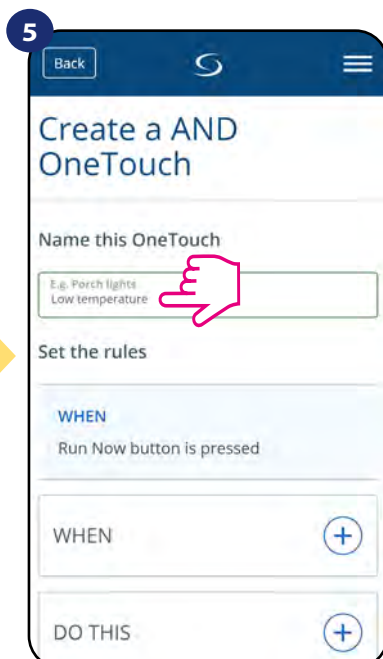 5
Back
Create a AND
OneTouch
Name this OneTouch
E.g. Porch lights
Low temperature
Set the rules
WHEN
Run Now button is pressed
WHEN
DO THIS